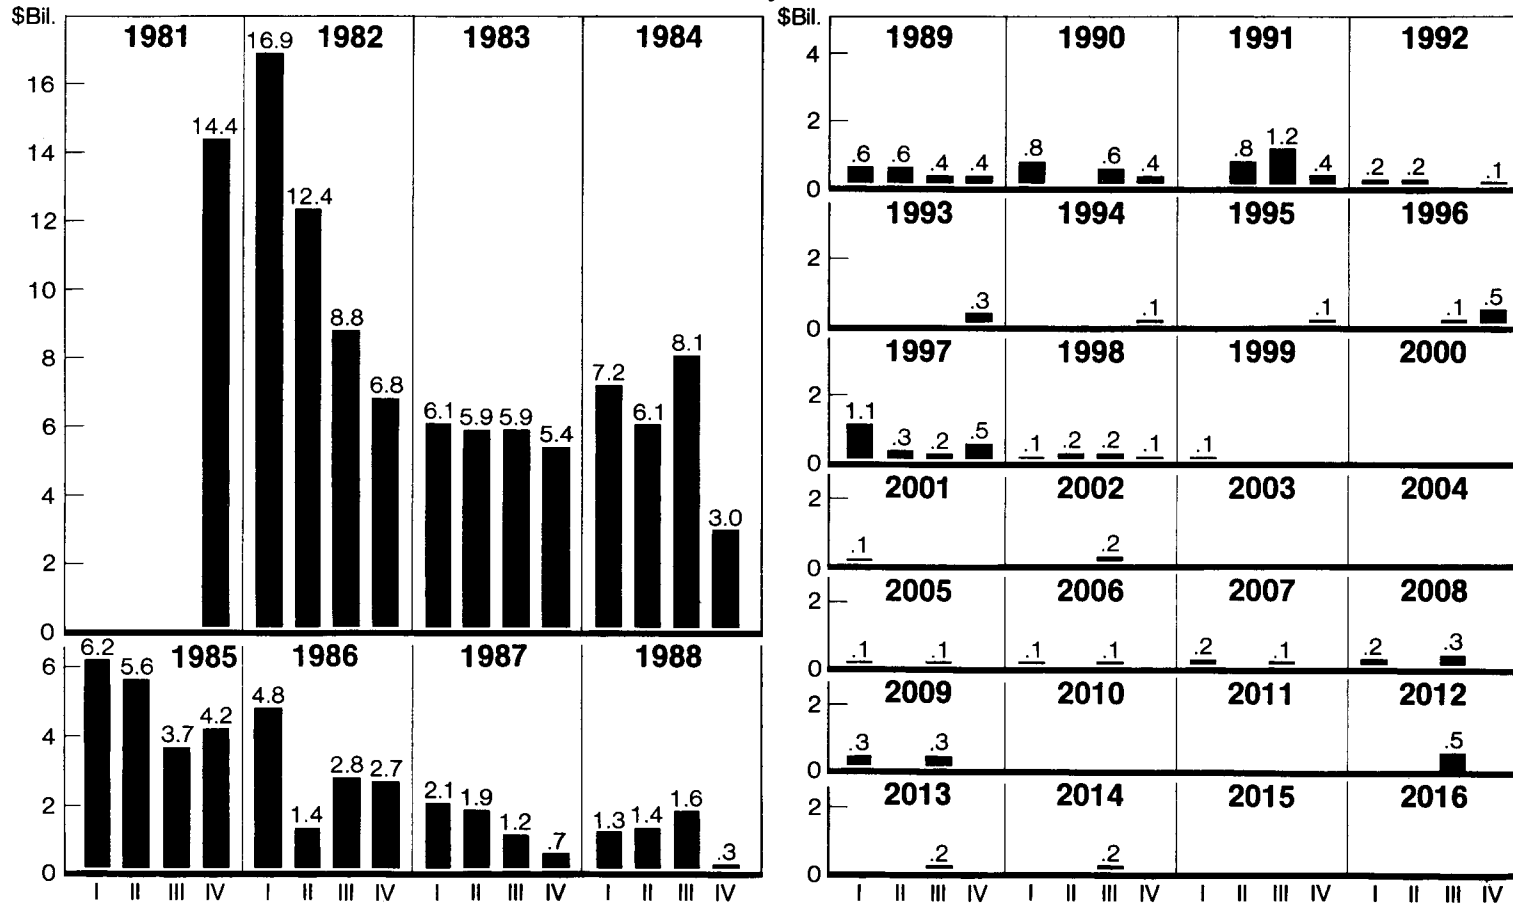 $Bil.
1981 1982 1983 1984
16.9
16
14.4
14
12.4
12
10
8.8
8.1
8
7.2
6.8
6.1 5.9 5.9 5.4 6.1
6
4
3.0
2
0
6.2 5.6 3.7 4.2 1985
4.8 1.4 2.8 2.7 1986
2.1 1.9 1.2 .7 1987
1.3 1.4 1.6 .3 1988
6
4
2
0
I II III IV I II III IV I II III IV I II III IV
$Bil.
1989 1990 1991 1992
4
2
.6 .6 .4 .4 .8 .6 .4 .8 1.2 .4 .2 .2 .1
0
1993 1994 1995 1996
2
.3 .1 .1 .1 .5
0
1997 1998 1999 2000
2
1.1 .3 .2 .5 .1 .2 .2 .1 .1
0
2001 2002 2003 2004
2
.1 .2
0
2005 2006 2007 2008
2
.1 .1 .1 .1 .2 .1 .2 .3
0
2009 2010 2011 2012
2
.3 .3 .5
0
2013 2014 2015 2016
2
.2 .2
0
I II III IV I II III IV I II III IV I II III IV